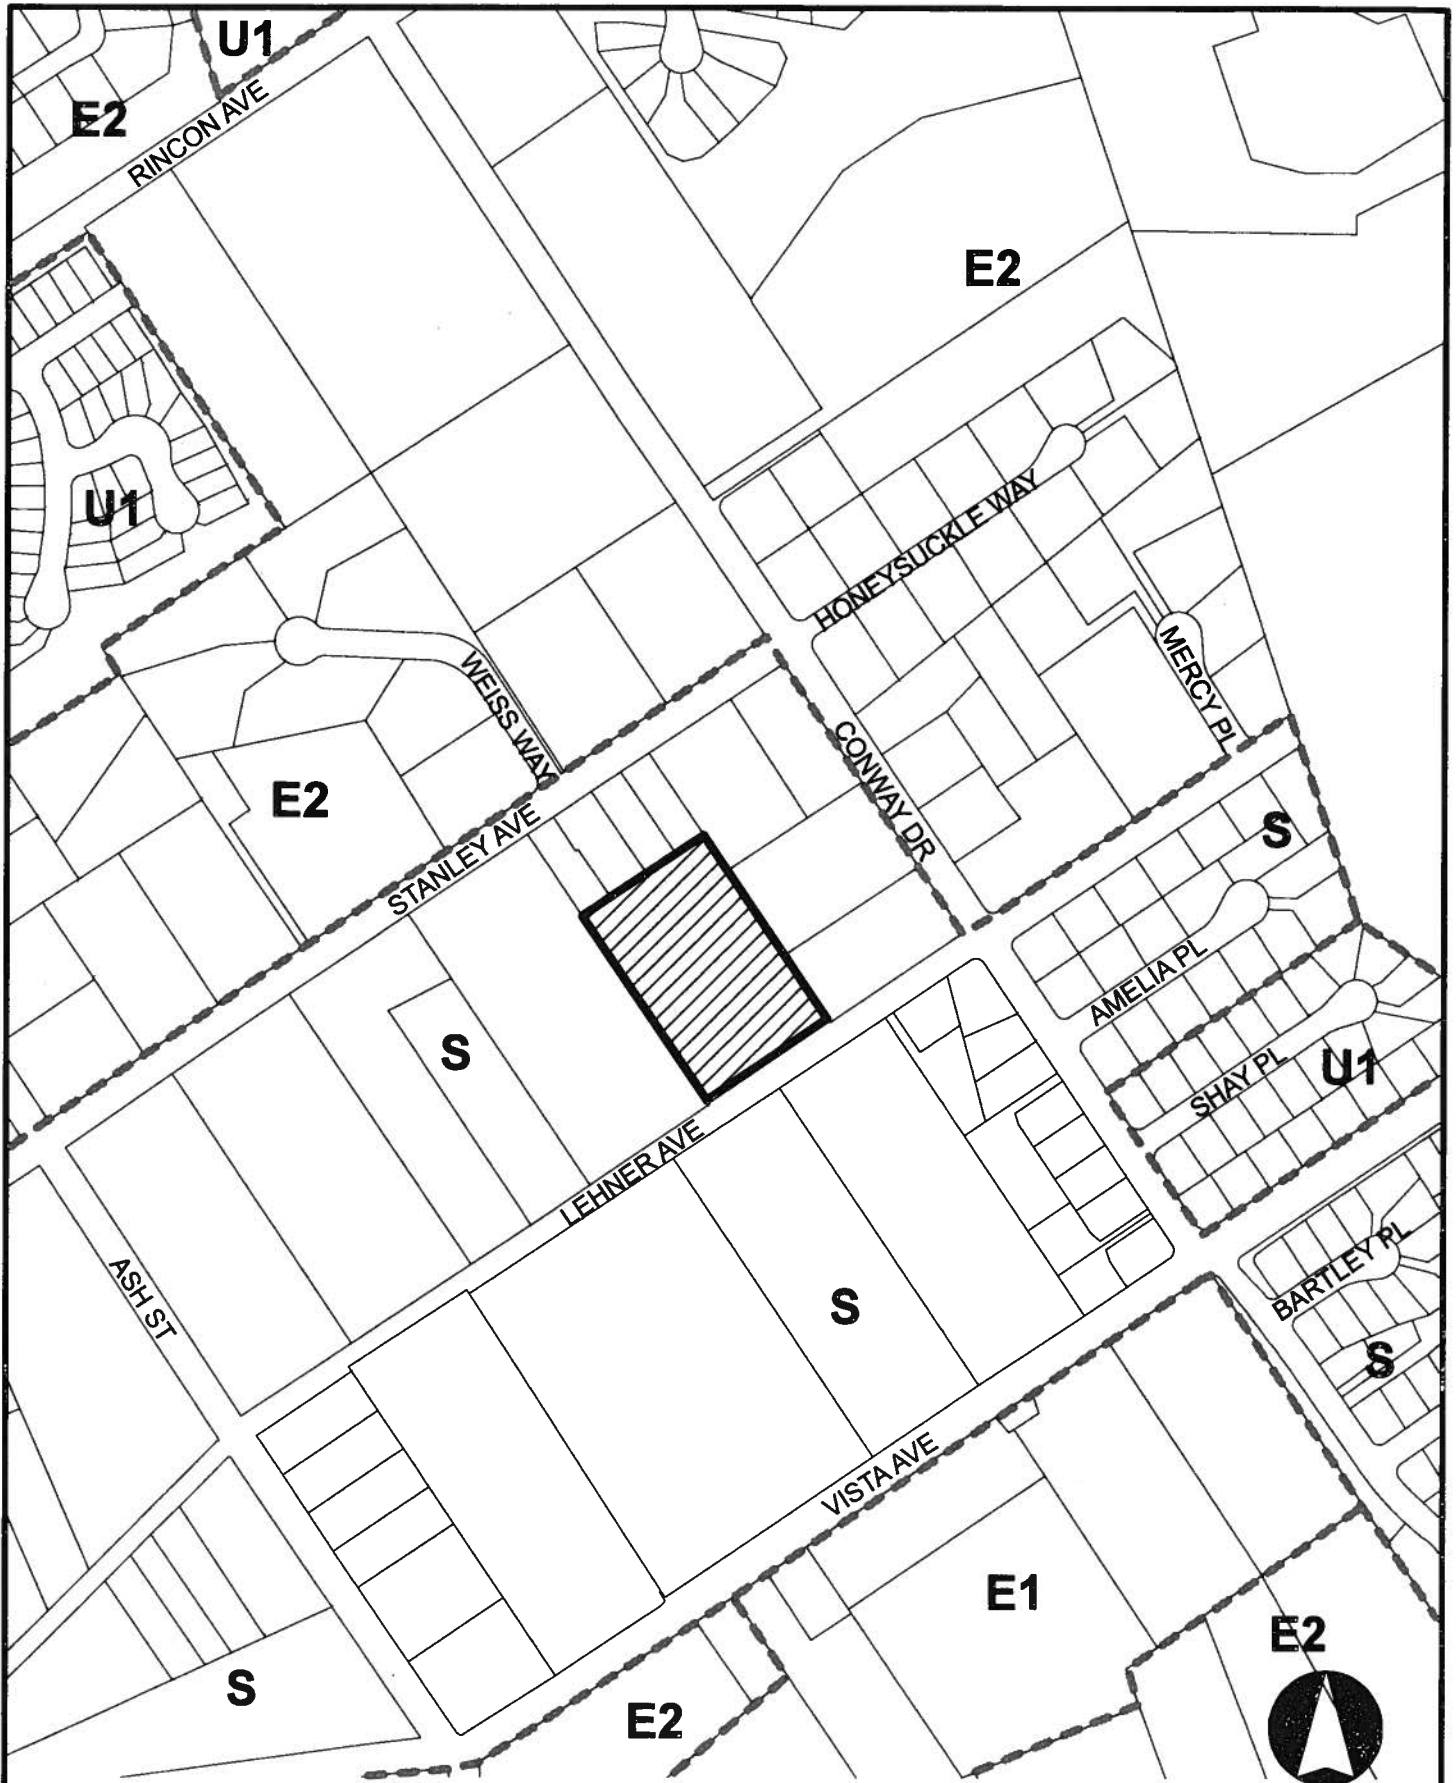 U1
E2
RINCON AVE
E2
U1
HONEYSUCKLE WAY
MERCY PL
WEISS WAY
CONWAY DR
E2
STANLEY AVE
S
AMELIA PL
S
SHAY PL
U1
LEHNER AVE
ASH ST
BARTLEY PL
S
S
VISTA AVE
E1
E2
S
E2